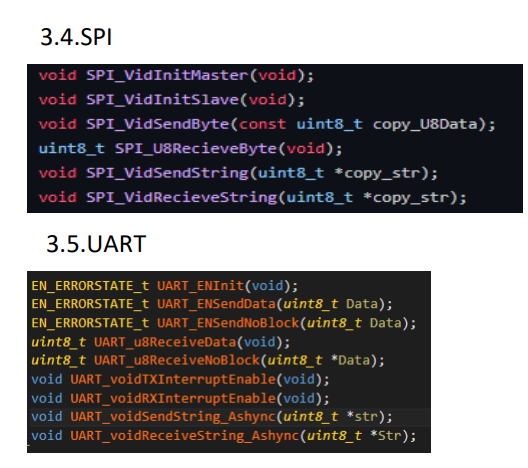 3.4.SPI
void SPI_VidInitMaster(void);
void SPI_VidInitSlave(void);
void SPI_VidSendByte(const uint8_t copy_U8Data);
uint8_t SPI_U8RecieveByte(void);
void SPI_VidSendString(uint8_t *copy_str);
void SPI_VidRecieveString(uint8_t *copy_str);
3.5.UART
EN_ERRORSTATE_t UART_ENInit(void);
EN_ERRORSTATE_t UART_ENSendData(uint8_t Data);
EN_ERRORSTATE_t UART_ENSendNoBlock(uint8_t Data);
uint8_t UART_u8ReceiveData(void);
uint8_t UART_u8ReceiveNoBlock(uint8_t *Data);
void UART_voidTXInterruptEnable(void);
void UART_voidRXInterruptEnable(void);
void UART_voidSendString_Ashync(uint8_t *str);
void UART_voidReceiveString_Ashync(uint8_t *Str);